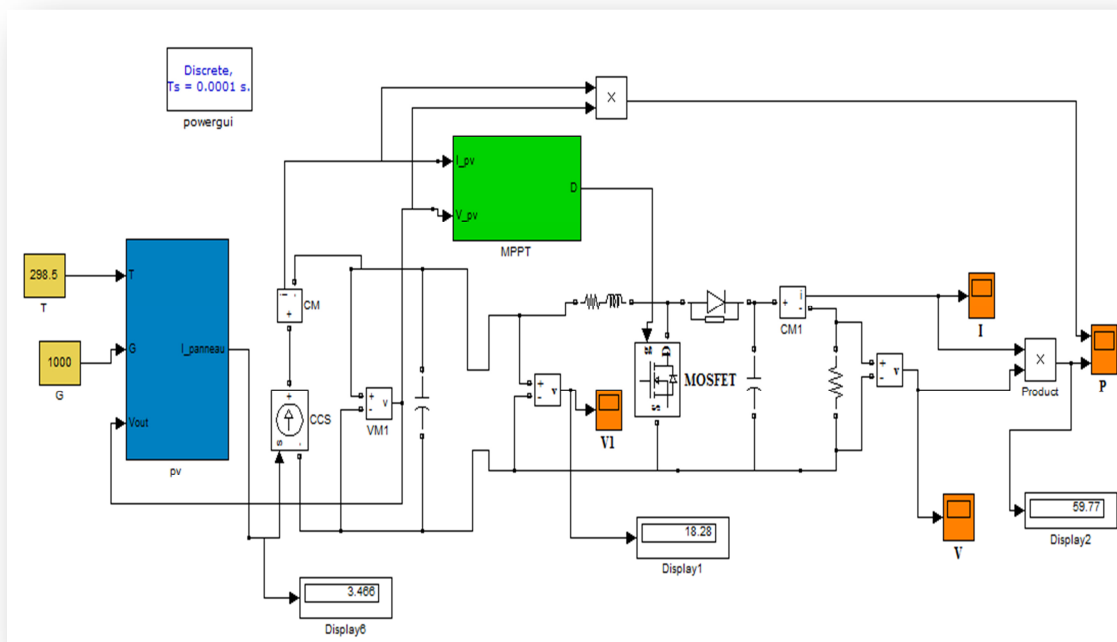 Discrete,
Ts = 0.0001 s.
powergui
X
I_pv
V_pv
D
MPPT
298.5
T
1000
G
T
G
Vout
I_panneau
pv
i
-
+
CM
+
s
-
CCS
+
-
v
VM1
+
-
v
V1
MOSFET
+
i
-
CM1
+
-
v
I
X
Product
P
V
59.77
Display2
18.28
Display1
3.466
Display6